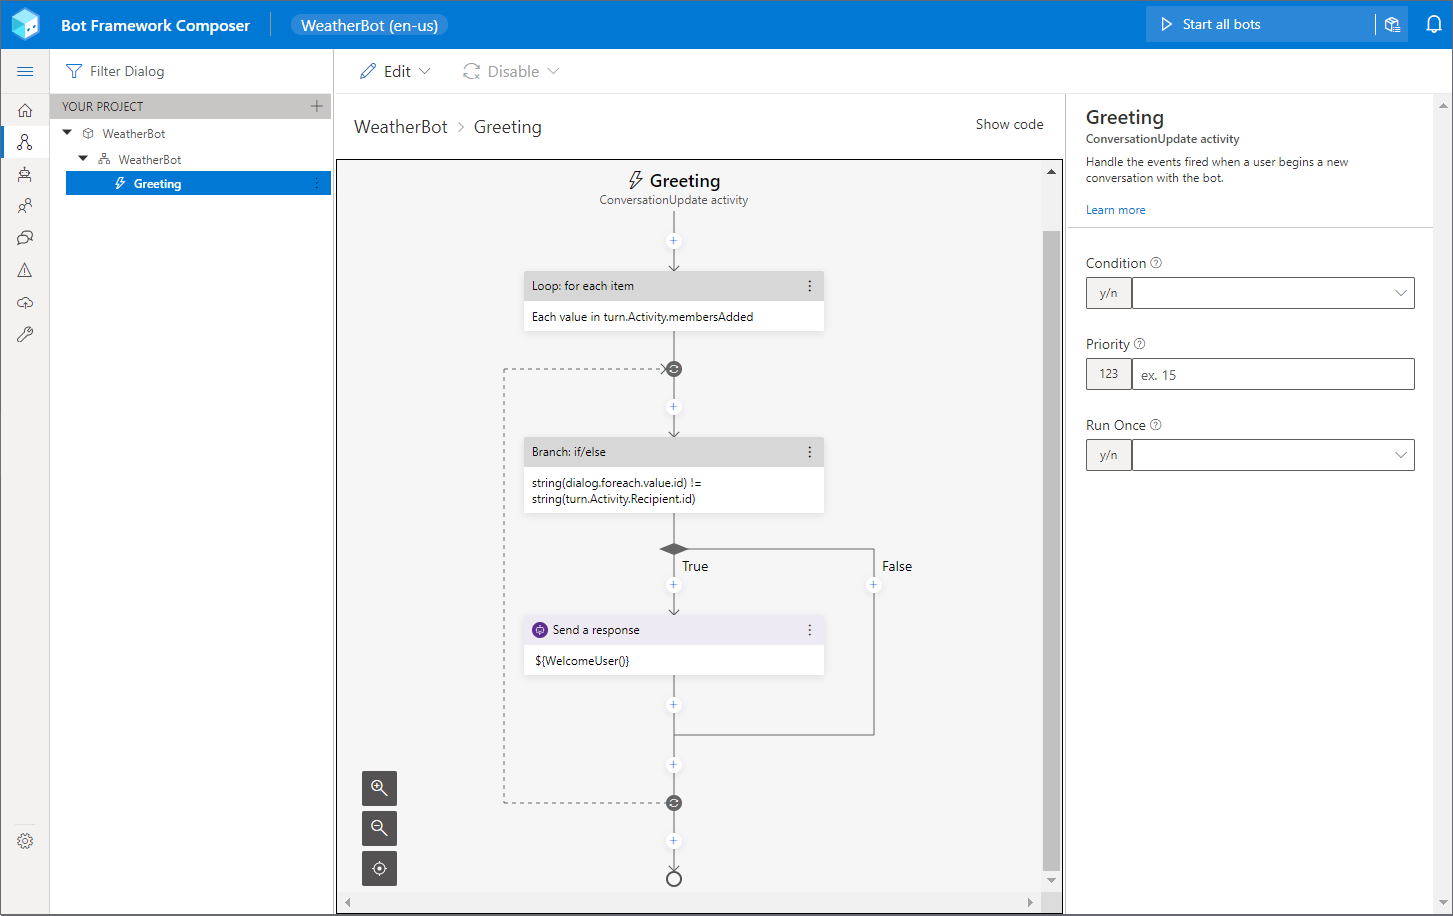 Bot Framework Composer
WeatherBot (en-us)
Start all bots
Filter Dialog
Edit
Disable
YOUR PROJECT
WeatherBot
WeatherBot
Greeting
WeatherBot > Greeting
Show code
Greeting
ConversationUpdate activity
Loop: for each item
Each value in turn.Activity.membersAdded
Branch: if/else
string(dialog.foreach.value.id) !=
string(turn.Activity.Recipient.id)
True
False
Send a response
${WelcomeUser()}
Greeting
ConversationUpdate activity
Handle the events fired when a user begins a new
conversation with the bot.
Learn more
Condition
y/n
Priority
123
ex. 15
Run Once
y/n